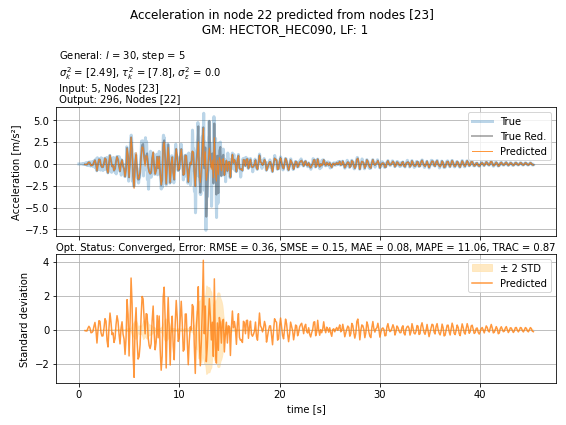 Acceleration in node 22 predicted from nodes [23]
GM: HECTOR_HEC090, LF: 1
General: l = 30, step = 5
σ²ₖ = [2.49], τ²ₖ = [7.8], σ²ε = 0.0
Input: 5, Nodes [23]
Output: 296, Nodes [22]
Acceleration [m/s²]
5.0
2.5
0.0
−2.5
−5.0
−7.5
True
True Red.
Predicted
Opt. Status: Converged, Error: RMSE = 0.36, SMSE = 0.15, MAE = 0.08, MAPE = 11.06, TRAC = 0.87
Standard deviation
4
2
0
−2
± 2 STD
Predicted
0 10 20 30 40
time [s]